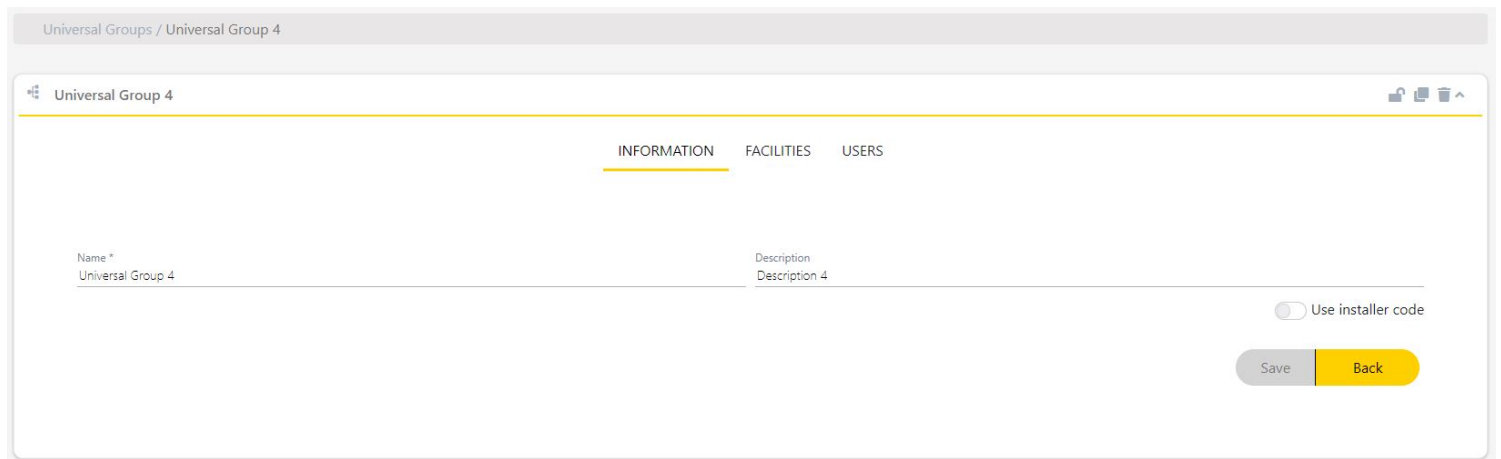 Universal Groups / Universal Group 4
Universal Group 4
INFORMATION FACILITIES USERS
Name * Description
Universal Group 4 Description 4
Use installer code
Save Back